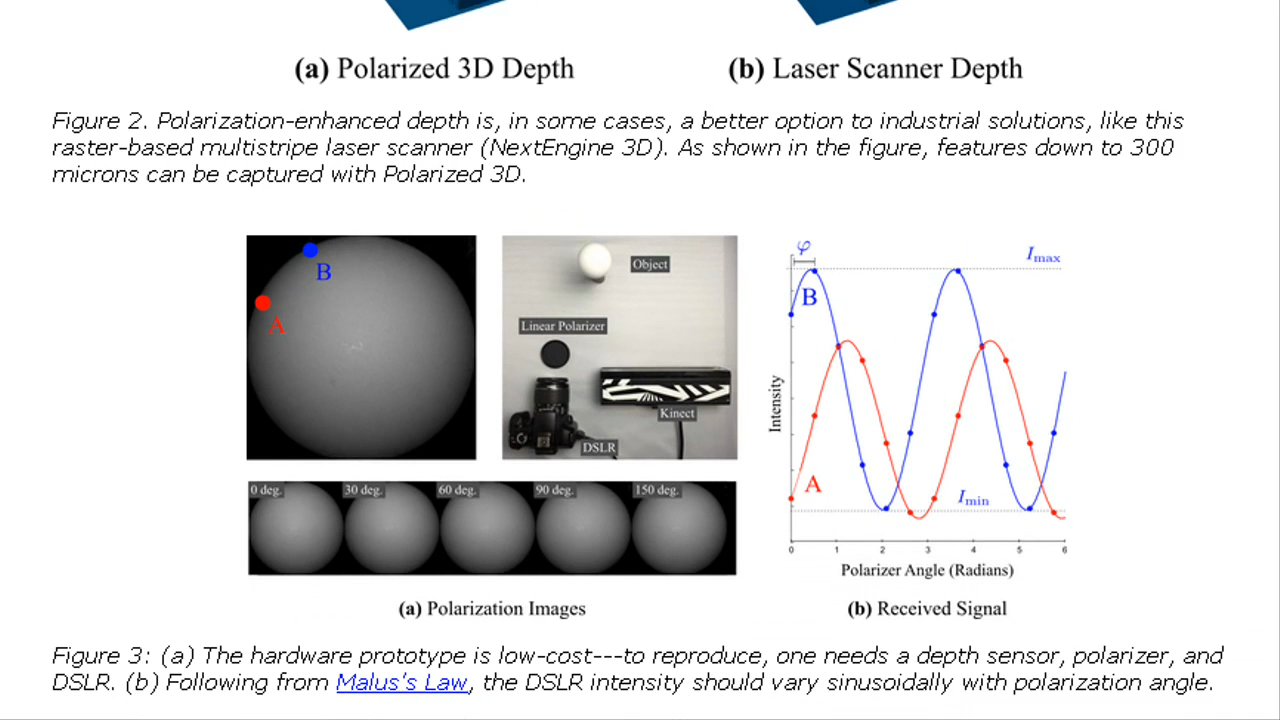 (a) Polarized 3D Depth
(b) Laser Scanner Depth
Figure 2. Polarization-enhanced depth is, in some cases, a better option to industrial solutions, like this
raster-based multistripe laser scanner (NextEngine 3D). As shown in the figure, features down to 300
microns can be captured with Polarized 3D.
B
A
Object
Linear Polarizer
Kinect
DSLR
0 deg.
30 deg.
60 deg.
90 deg.
150 deg.
(a) Polarization Images
φ
Imax
B
Intensity
A
Imin
0 1 2 3 4 5 6
Polarizer Angle (Radians)
(b) Received Signal
Figure 3: (a) The hardware prototype is low-cost---to reproduce, one needs a depth sensor, polarizer, and
DSLR. (b) Following from Malus's Law, the DSLR intensity should vary sinusoidally with polarization angle.